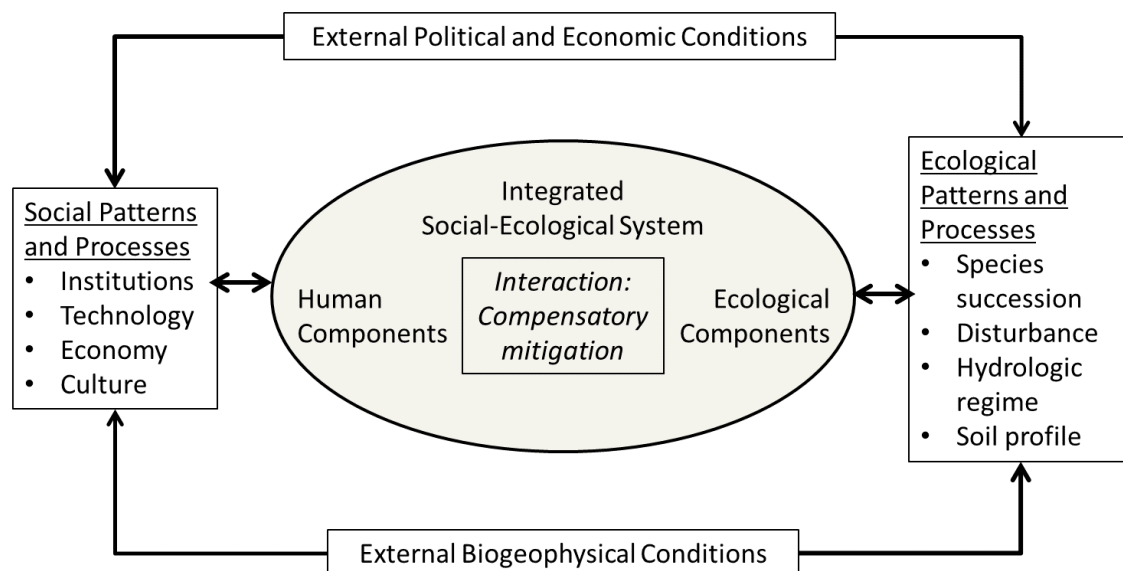 External Political and Economic Conditions
Social Patterns
and Processes
• Institutions
• Technology
• Economy
• Culture
Integrated
Social-Ecological System
Human
Components
Interaction:
Compensatory
mitigation
Ecological
Components
Ecological
Patterns and
Processes
• Species
succession
• Disturbance
• Hydrologic
regime
• Soil profile
External Biogeophysical Conditions